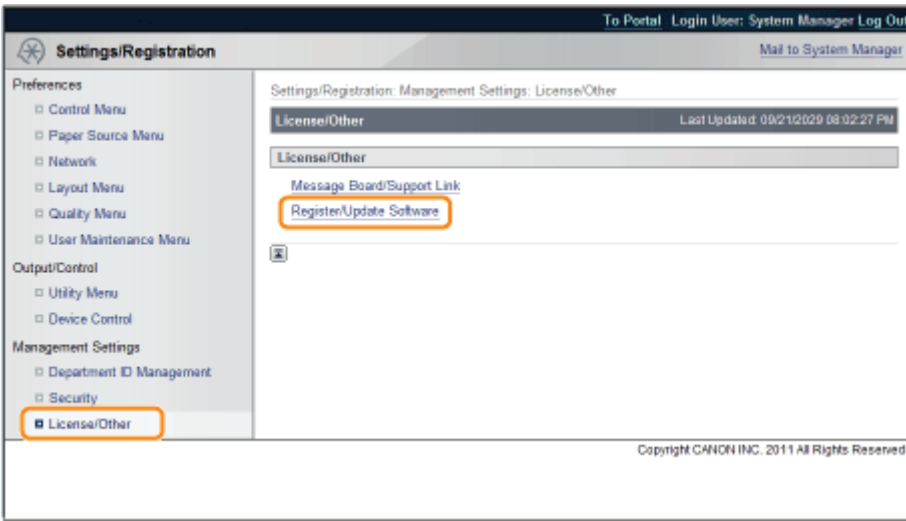 To Portal Login User: System Manager Log Out
Settings/Registration
Mail to System Manager
Preferences
Control Menu
Paper Source Menu
Network
Layout Menu
Quality Menu
User Maintenance Menu
Output/Control
Utility Menu
Device Control
Management Settings
Department ID Management
Security
License/Other
Settings/Registration: Management Settings: License/Other
License/Other Last Updated: 09/21/2029 08:02:27 PM
License/Other
Message Board/Support Link
Register/Update Software
Copyright CANON INC. 2011 All Rights Reserved